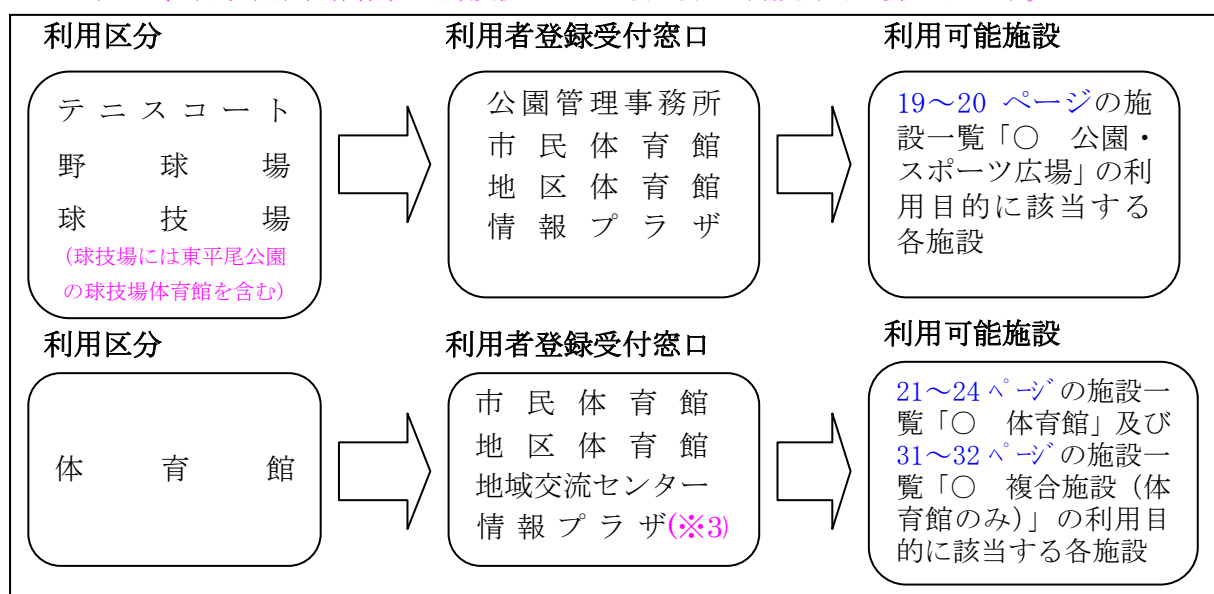 利用区分
利用者登録受付窓口
利用可能施設
テニスコート
野球場
球技場
(球技場には東平尾公園
の球技場体育館を含む)
公園管理事務所
市民体育館
地区体育館
情報プラザ
19～20 ページの施
設一覧「○　公園・
スポーツ広場」の利
用目的に該当する
各施設
利用区分
利用者登録受付窓口
利用可能施設
体育館
市民体育館
地区体育館
地域交流センター
情報プラザ(※3)
21～24 ﾍﾟｰｼﾞの施設一
覧「○　体育館」及び
31～32 ﾍﾟｰｼﾞの施設一
覧「○　複合施設（体
育館のみ）」の利用目
的に該当する各施設